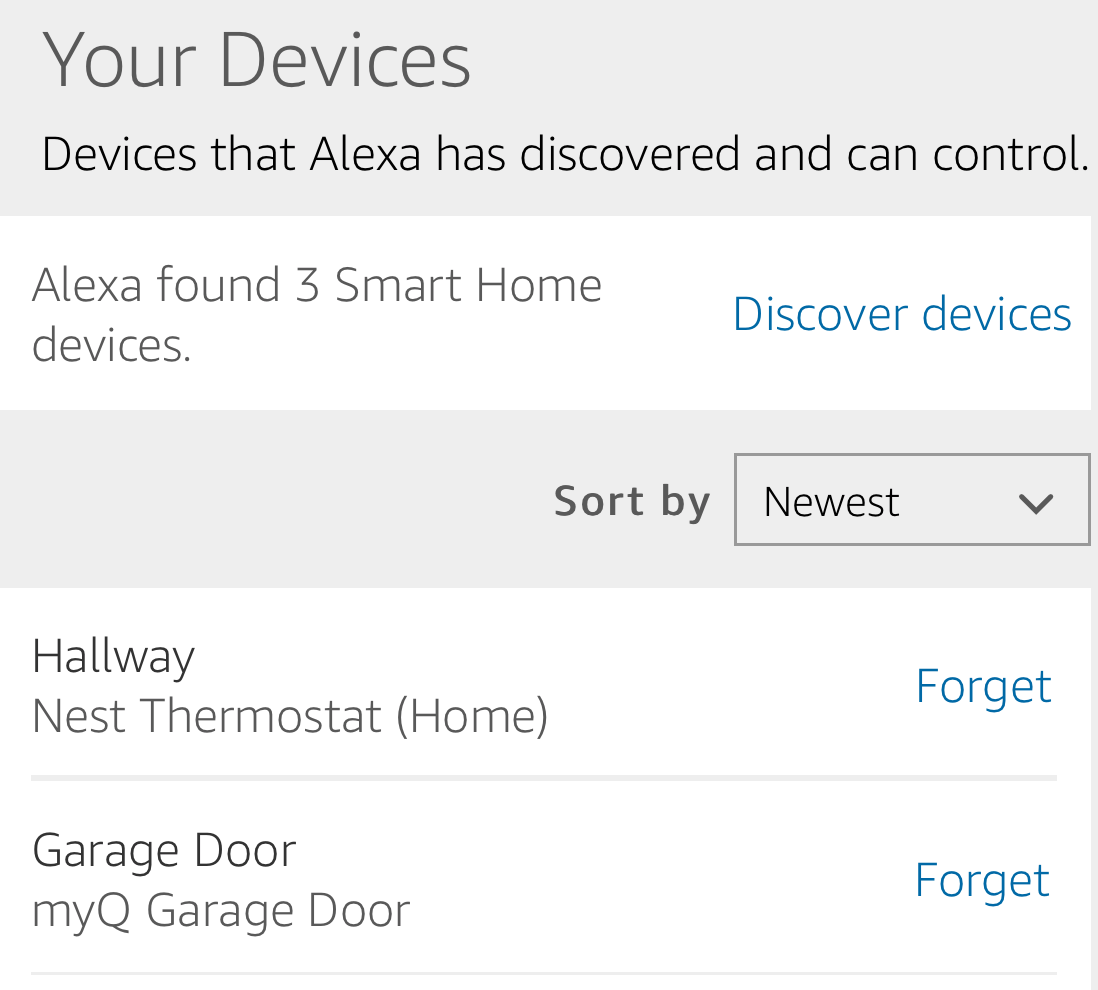 Your Devices
Devices that Alexa has discovered and can control.
Alexa found 3 Smart Home
devices.
Discover devices
Sort by
Newest
Hallway
Nest Thermostat (Home)
Forget
Garage Door
myQ Garage Door
Forget